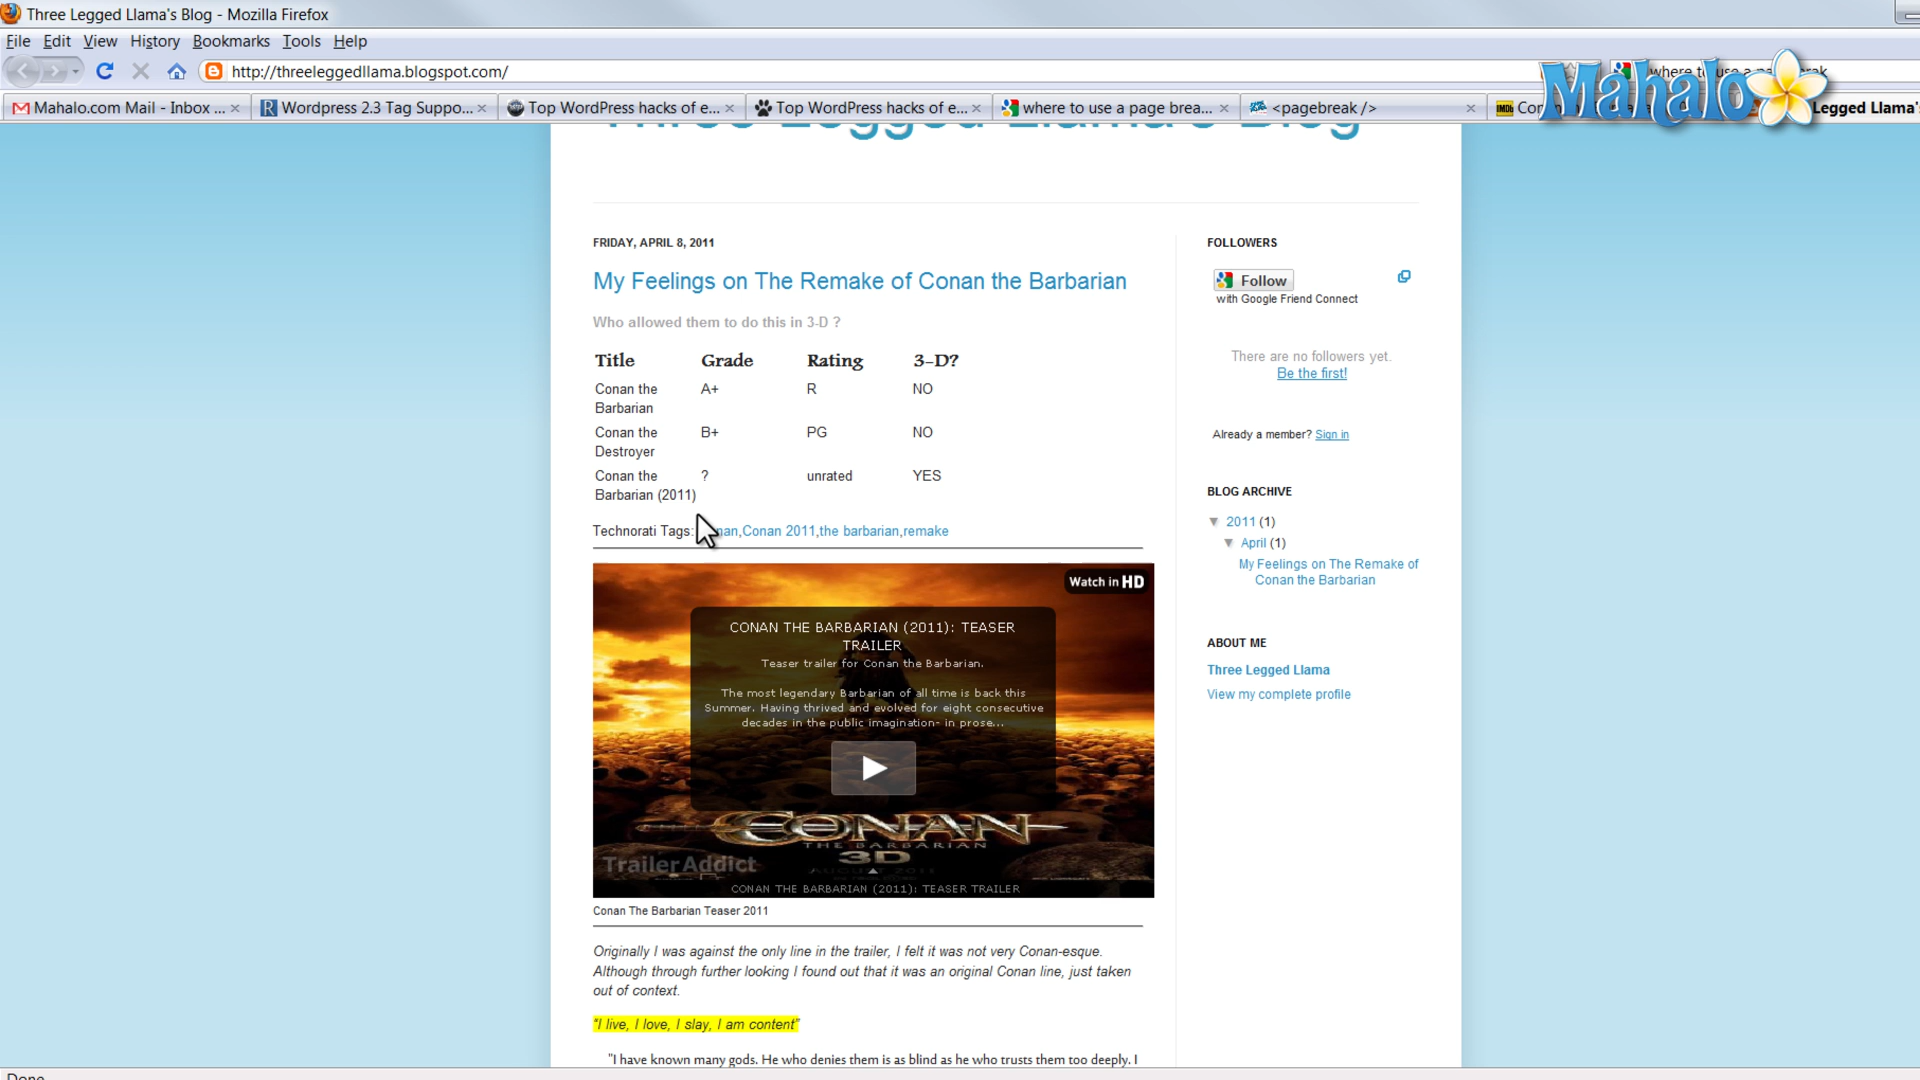 Three Legged Llama's Blog - Mozilla Firefox
File Edit View History Bookmarks Tools Help
http://threeleggedllama.blogspot.com/
where to use a pa
Mahalo
Mahalo.com Mail - Inbox ...
Wordpress 2.3 Tag Suppo...
Top WordPress hacks of e...
Top WordPress hacks of e...
where to use a page brea...
<pagebreak />
IMDb
Legged Llama's
Three Legged Llama's Blog
FRIDAY, APRIL 8, 2011
My Feelings on The Remake of Conan the Barbarian
Who allowed them to do this in 3-D ?
Title Grade Rating 3-D?
Conan the A+ R NO
Barbarian
Conan the B+ PG NO
Destroyer
Conan the ? unrated YES
Barbarian (2011)
Technorati Tags: nan,Conan 2011,the barbarian,remake
Watch in HD
CONAN THE BARBARIAN (2011): TEASER
TRAILER
Teaser trailer for Conan the Barbarian.
The most legendary Barbarian of all time is back this
Summer. Having thrived and evolved for eight consecutive
decades in the public imagination- in prose...
CONAN
THE BARBARIAN
3D
TrailerAddict
CONAN THE BARBARIAN (2011): TEASER TRAILER
Conan The Barbarian Teaser 2011
Originally I was against the only line in the trailer, I felt it was not very Conan-esque.
Although through further looking I found out that it was an original Conan line, just taken
out of context.
"I live, I love, I slay, I am content"
"I have known many gods. He who denies them is as blind as he who trusts them too deeply. I
FOLLOWERS
Follow
with Google Friend Connect
There are no followers yet.
Be the first!
Already a member? Sign in
BLOG ARCHIVE
▼ 2011 (1)
▼ April (1)
My Feelings on The Remake of
Conan the Barbarian
ABOUT ME
Three Legged Llama
View my complete profile
Done